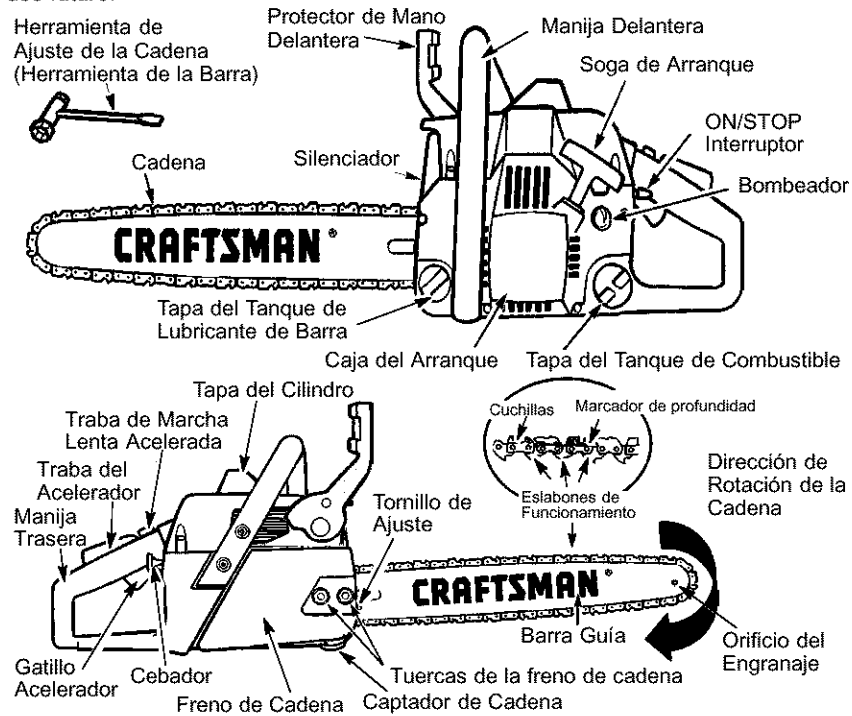 Protector de Mano
Delantera
Herramienta de
Ajuste de la Cadena
(Herramienta de la Barra)
Manija Delantera
Soga de Arranque
ON/STOP
Interruptor
Cadena
Silenciador
Bombeador
CRAFTSMAN®
Tapa del Tanque de
Lubricante de Barra
Caja del Arranque
Tapa del Tanque de Combustible
Tapa del Cilindro
Traba de Marcha
Lenta Acelerada
Cuchillas
Marcador de profundidad
Traba del
Acelerador
Eslabones de
Funcionamiento
Dirección de
Rotación de la
Cadena
Manija
Trasera
Tornillo de
Ajuste
CRAFTSMAN®
Barra Guía
Orificio del
Engranaje
Gatillo
Acelerador
Cebador
Freno de Cadena
Tuercas de la freno de cadena
Captador de Cadena